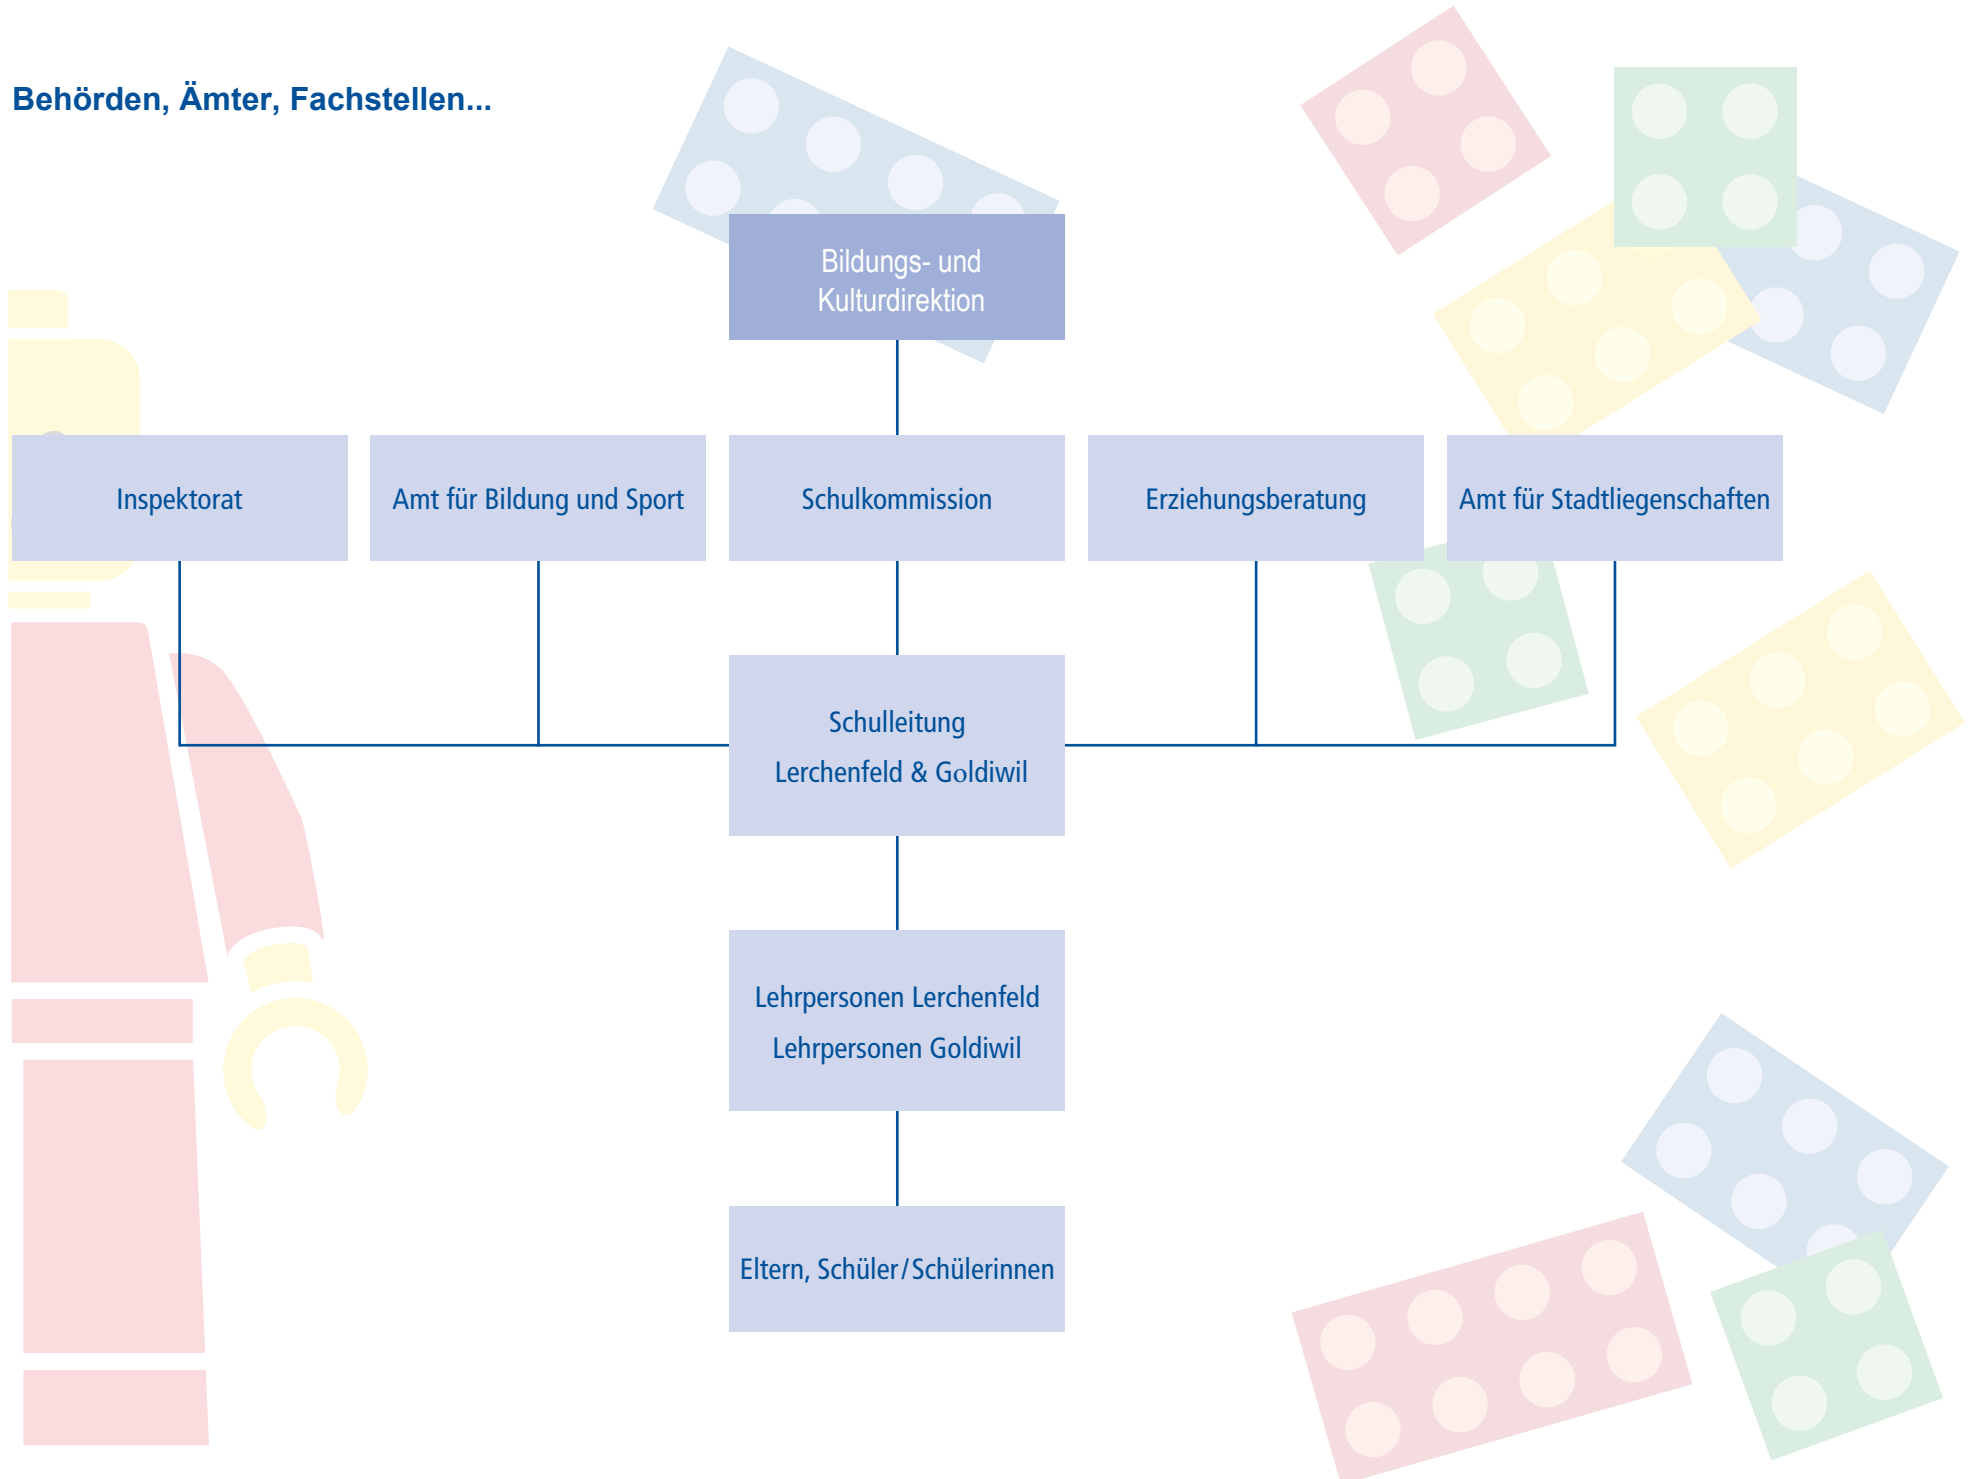 Behörden, Ämter, Fachstellen...
Bildungs- und
Kulturdirektion
Inspektorat
Amt für Bildung und Sport
Schulkommission
Erziehungsberatung
Amt für Stadtliegenschaften
Schulleitung
Lerchenfeld & Goldiwil
Lehrpersonen Lerchenfeld
Lehrpersonen Goldiwil
Eltern, Schüler/Schülerinnen